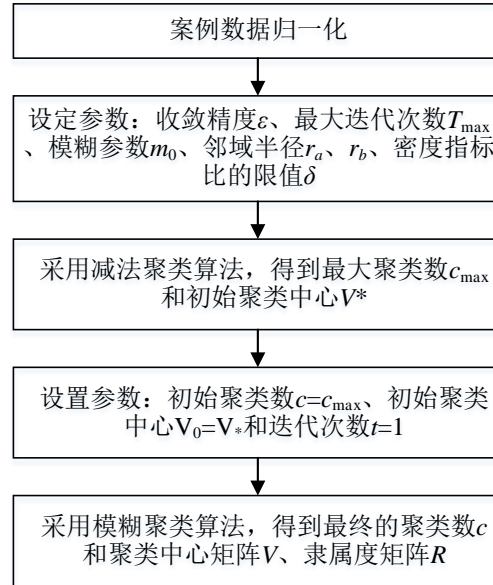 案例数据归一化
设定参数：收敛精度ε、最大迭代次数Tmax
、模糊参数m0、邻域半径ra、rb、密度指标
比的限值δ
采用减法聚类算法，得到最大聚类数cmax
和初始聚类中心V*
设置参数：初始聚类数c=cmax、初始聚类
中心V0=V*和迭代次数t=1
采用模糊聚类算法，得到最终的聚类数c
和聚类中心矩阵V、隶属度矩阵R